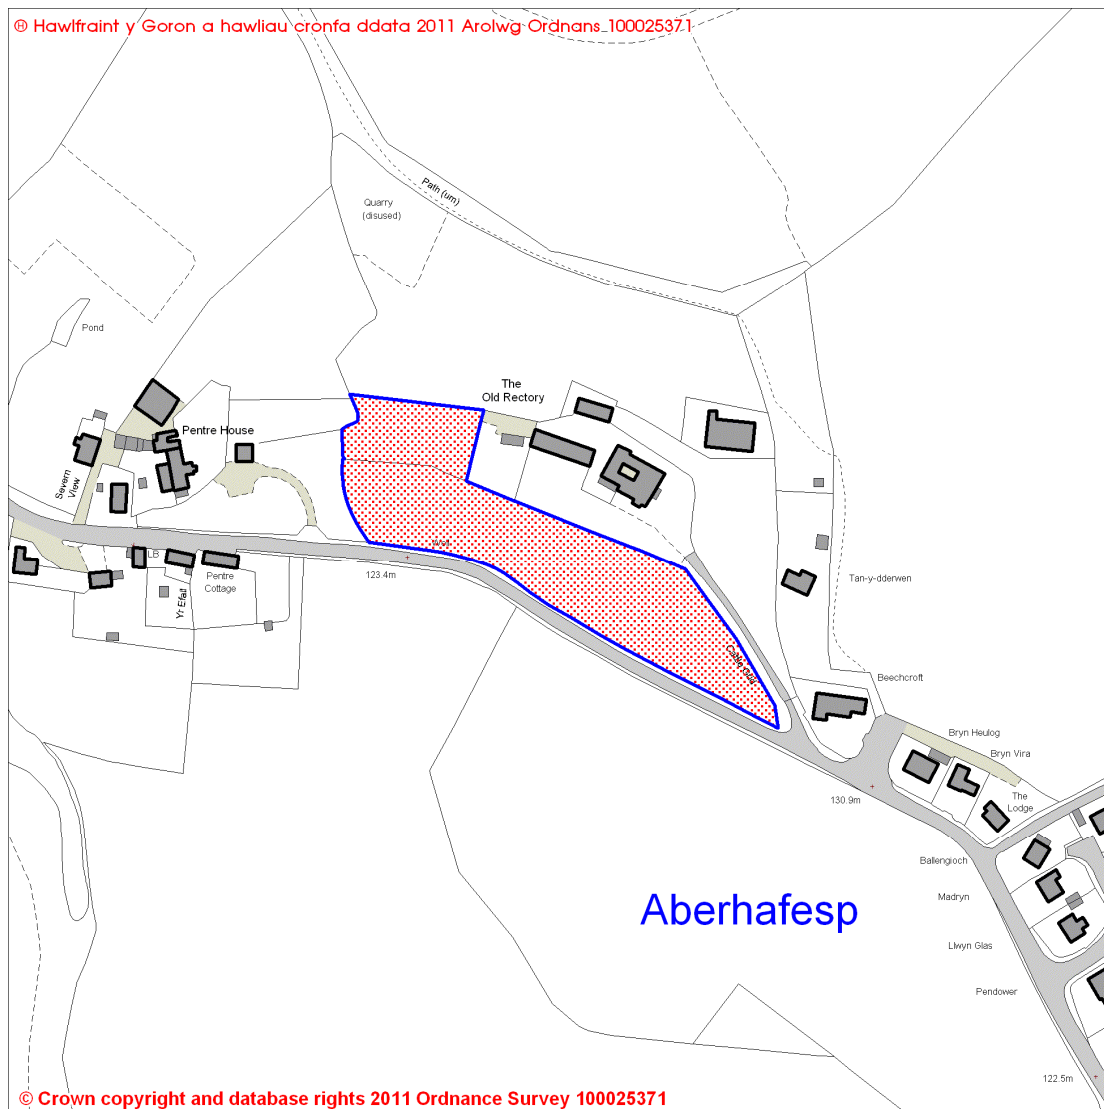 ℗ Hawlfraint y Goron a hawliau cronfa ddata 2011 Arolwg Ordnans 100025371
Path (um)
Quarry
(disused)
Pond
The
Old Rectory
Pentre House
Severn
View
Well
LB
123.4m
Pentre
Cottage
Yr Efail
Tan-y-dderwen
Cattle Grid
Beechcroft
Bryn Heulog
Bryn Vira
The
Lodge
130.9m
Ballengioch
Madryn
Aberhafesp
Llwyn Glas
Pendower
122.5m
© Crown copyright and database rights 2011 Ordnance Survey 100025371